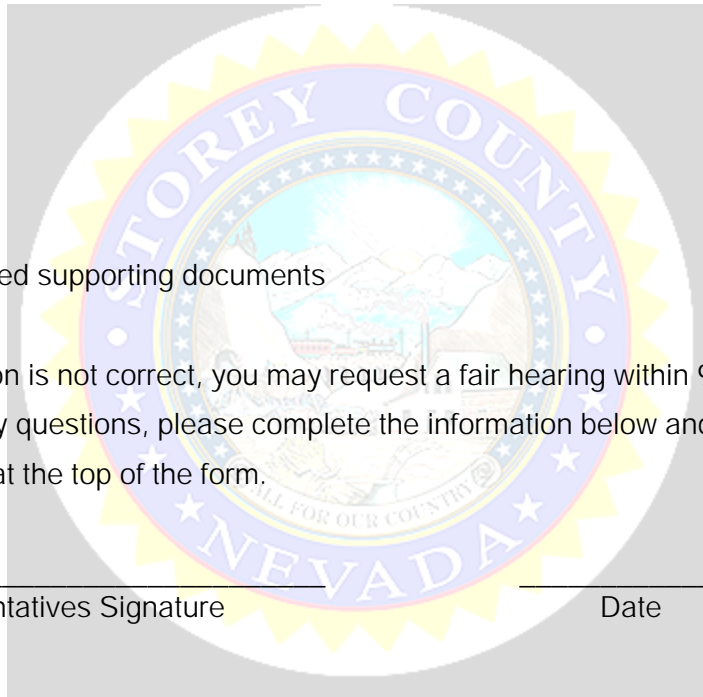 STOREY COUNTY
ed supporting documents
on is not correct, you may request a fair hearing within
y questions, please complete the information below and
at the top of the form.
ALL FOR OUR COUNTRY
NEVADA
ntatives Signature Date